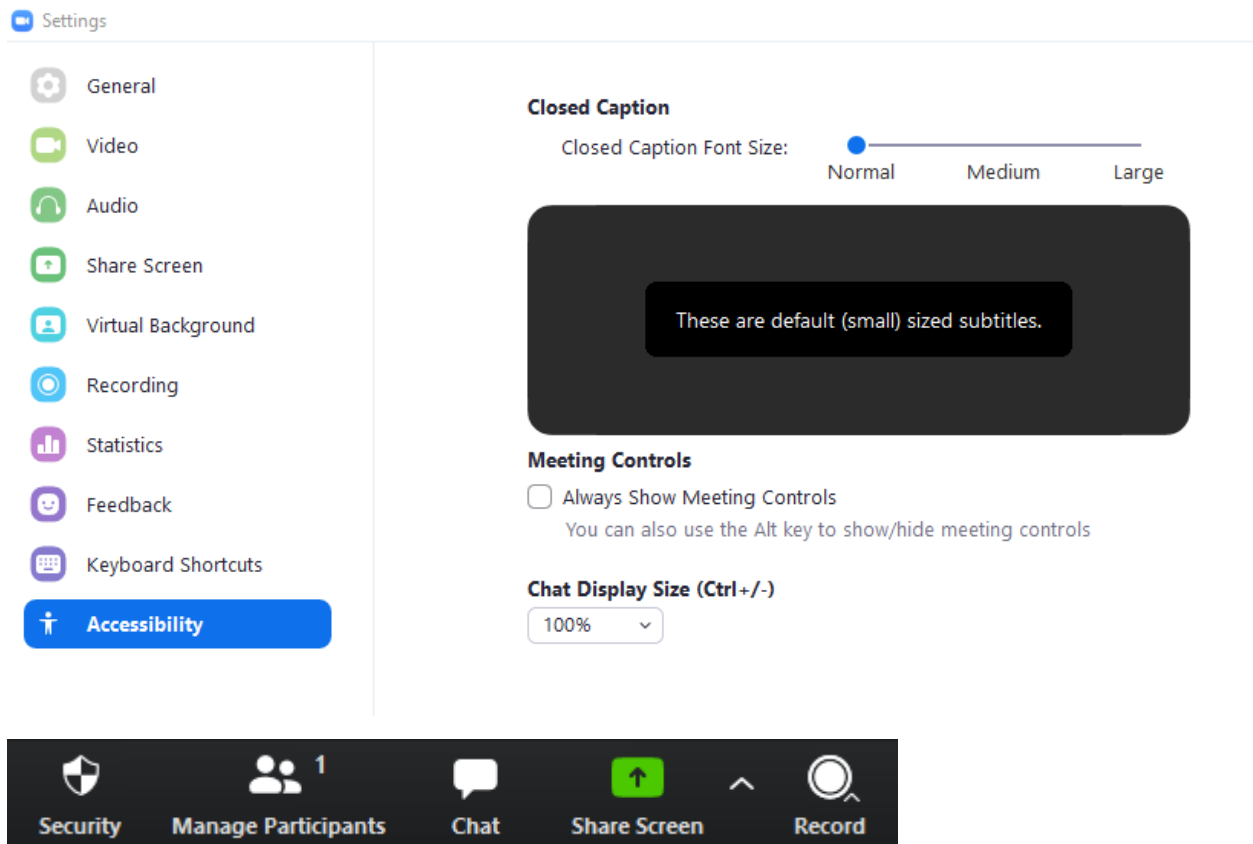 Settings
General
Video
Audio
Share Screen
Virtual Background
Recording
Statistics
Feedback
Keyboard Shortcuts
Accessibility
Closed Caption
Closed Caption Font Size:
Normal Medium Large
These are default (small) sized subtitles.
Meeting Controls
Always Show Meeting Controls
You can also use the Alt key to show/hide meeting controls
Chat Display Size (Ctrl+/-)
100%
1
Security Manage Participants Chat Share Screen Record